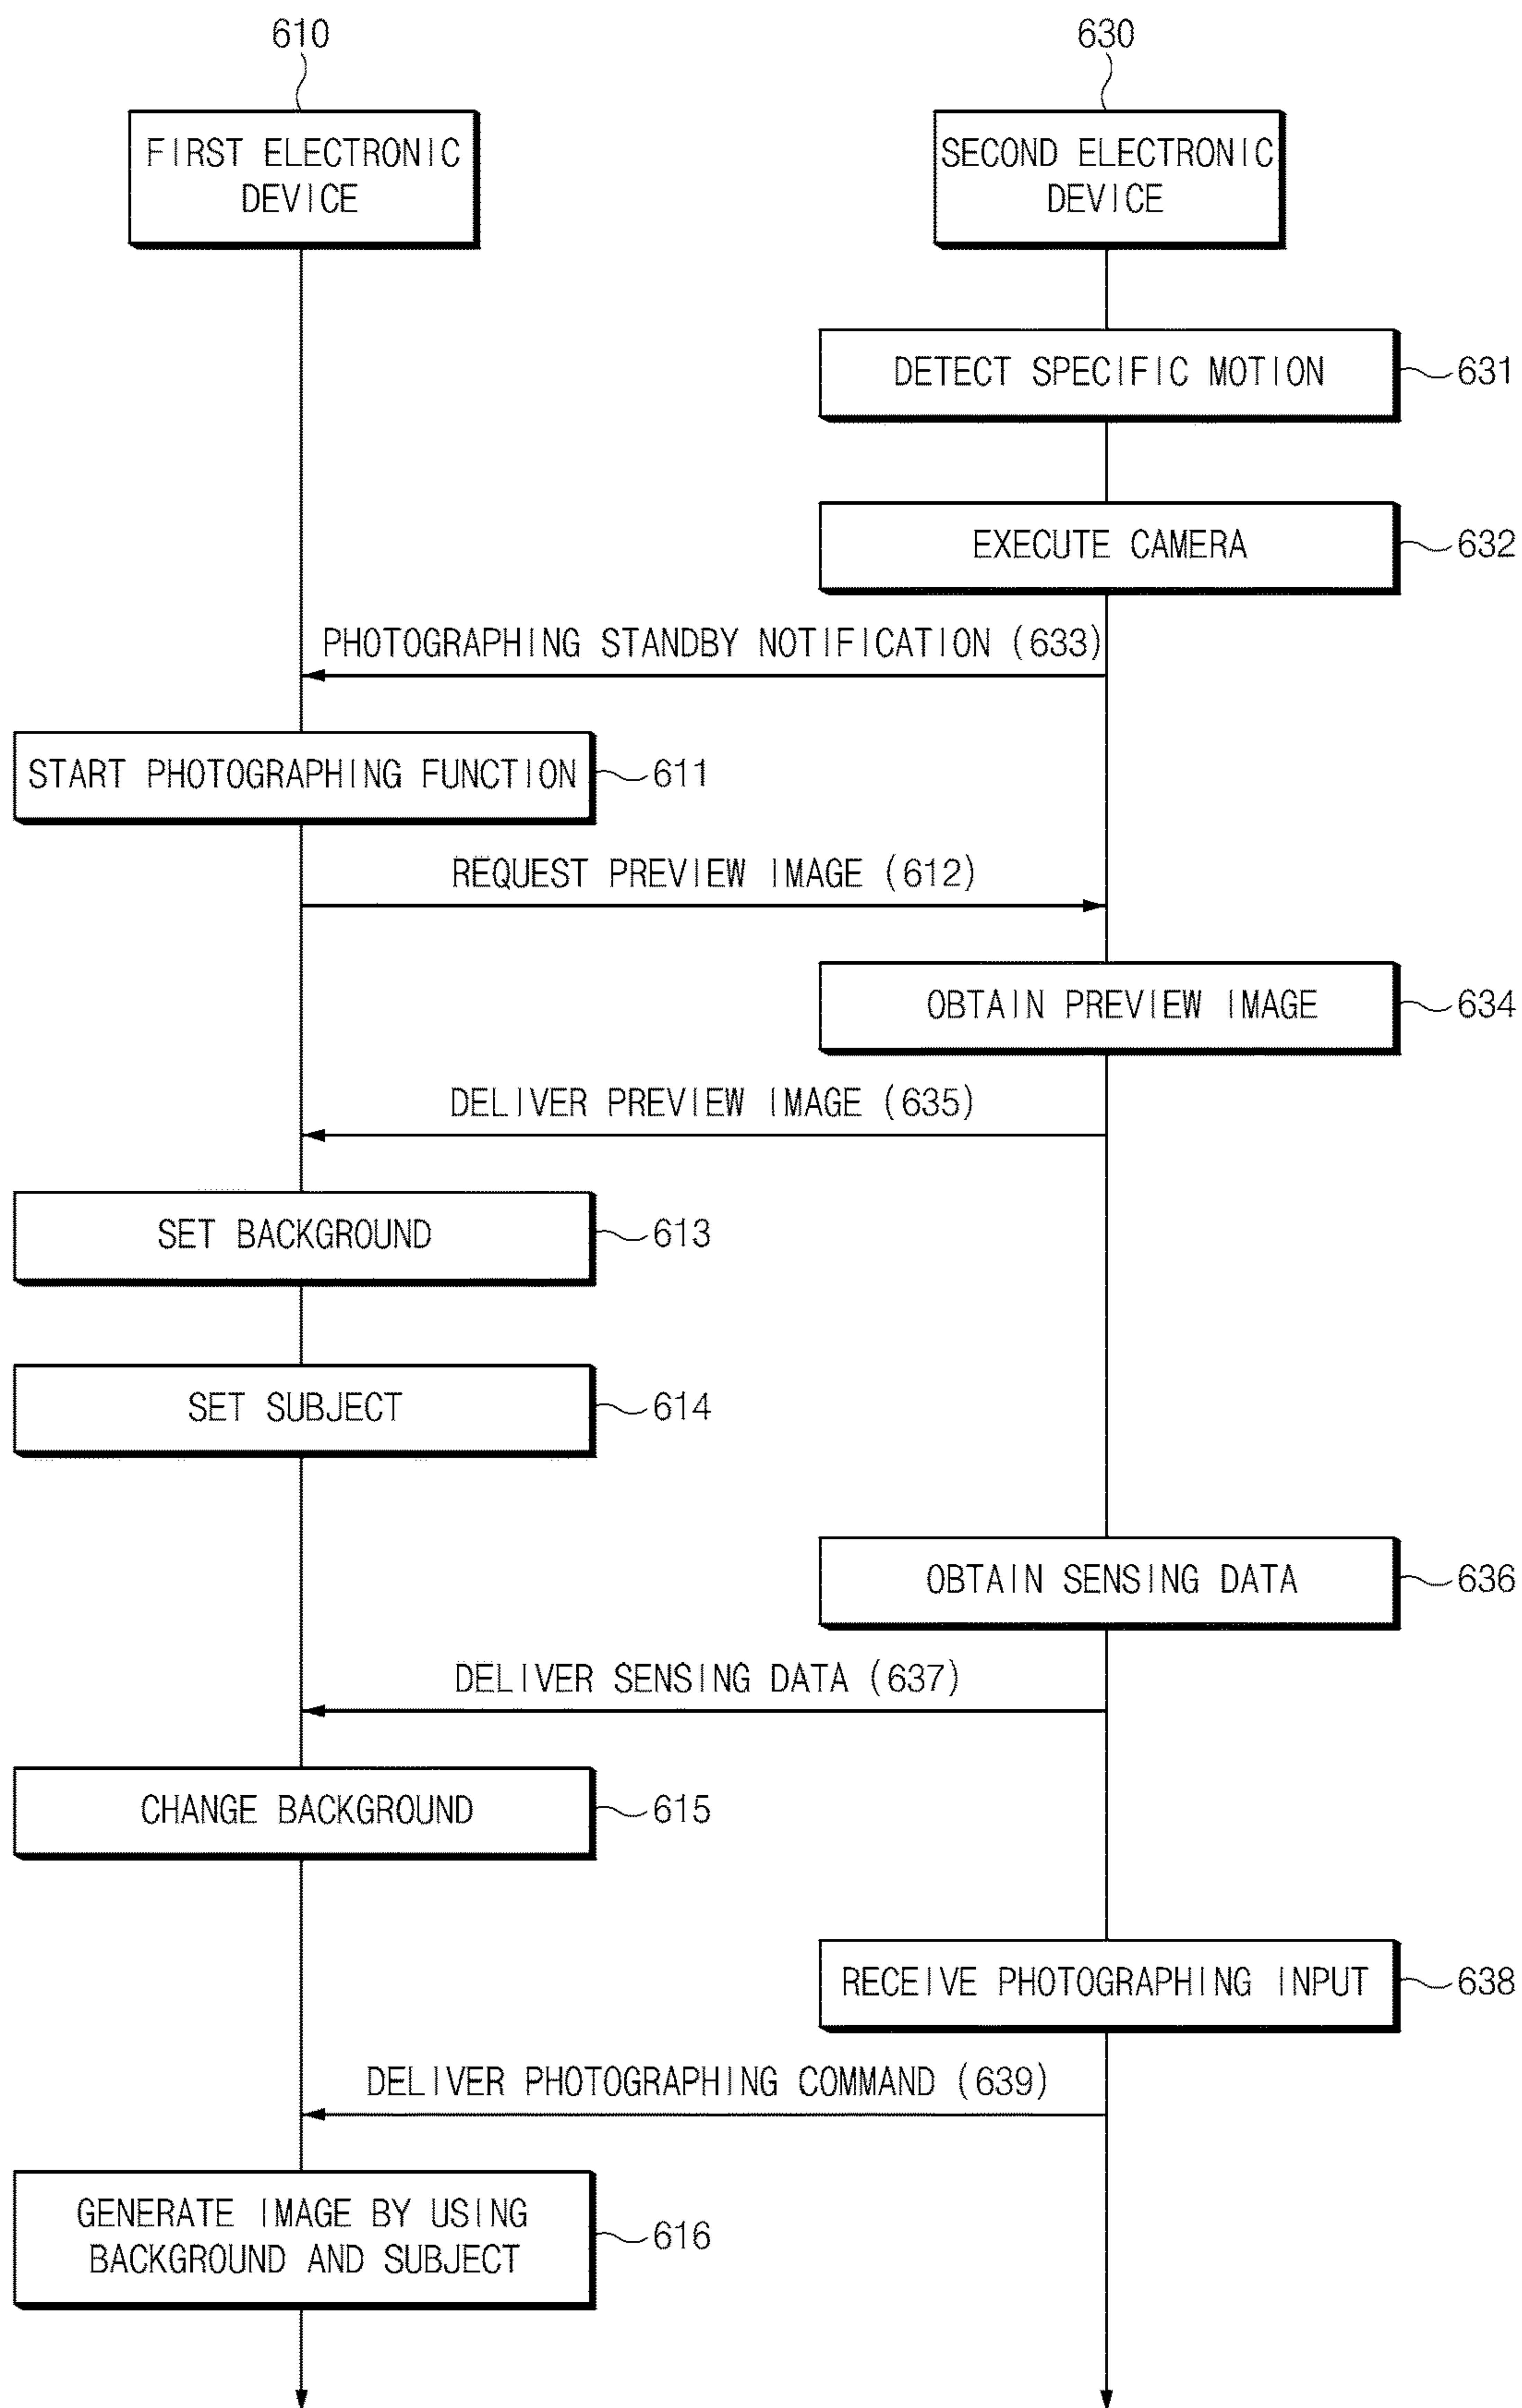 610
630
FIRST ELECTRONIC
DEVICE
SECOND ELECTRONIC
DEVICE
DETECT SPECIFIC MOTION
631
EXECUTE CAMERA
632
PHOTOGRAPHING STANDBY NOTIFICATION (633)
START PHOTOGRAPHING FUNCTION
611
REQUEST PREVIEW IMAGE (612)
OBTAIN PREVIEW IMAGE
634
DELIVER PREVIEW IMAGE (635)
SET BACKGROUND
613
SET SUBJECT
614
OBTAIN SENSING DATA
636
DELIVER SENSING DATA (637)
CHANGE BACKGROUND
615
RECEIVE PHOTOGRAPHING INPUT
638
DELIVER PHOTOGRAPHING COMMAND (639)
GENERATE IMAGE BY USING
BACKGROUND AND SUBJECT
616